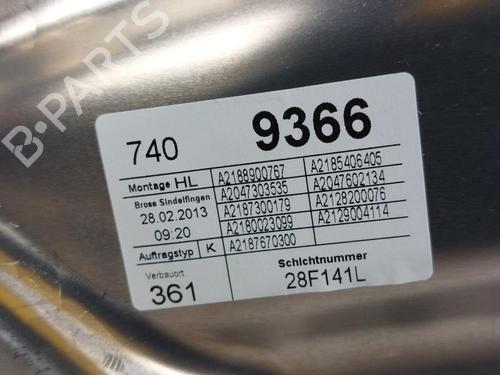 740 9366
Montage HL
Brose Sindelfingen
28.02.2013
09:20
Auftragstyp K
A2188900767 A2185406405
A2047303535 A2047602134
A2187300179 A2128200076
A2180023099 A2129004114
A2187670300
Verbauort
361
Schichtnummer
28F141L
B-PARTS